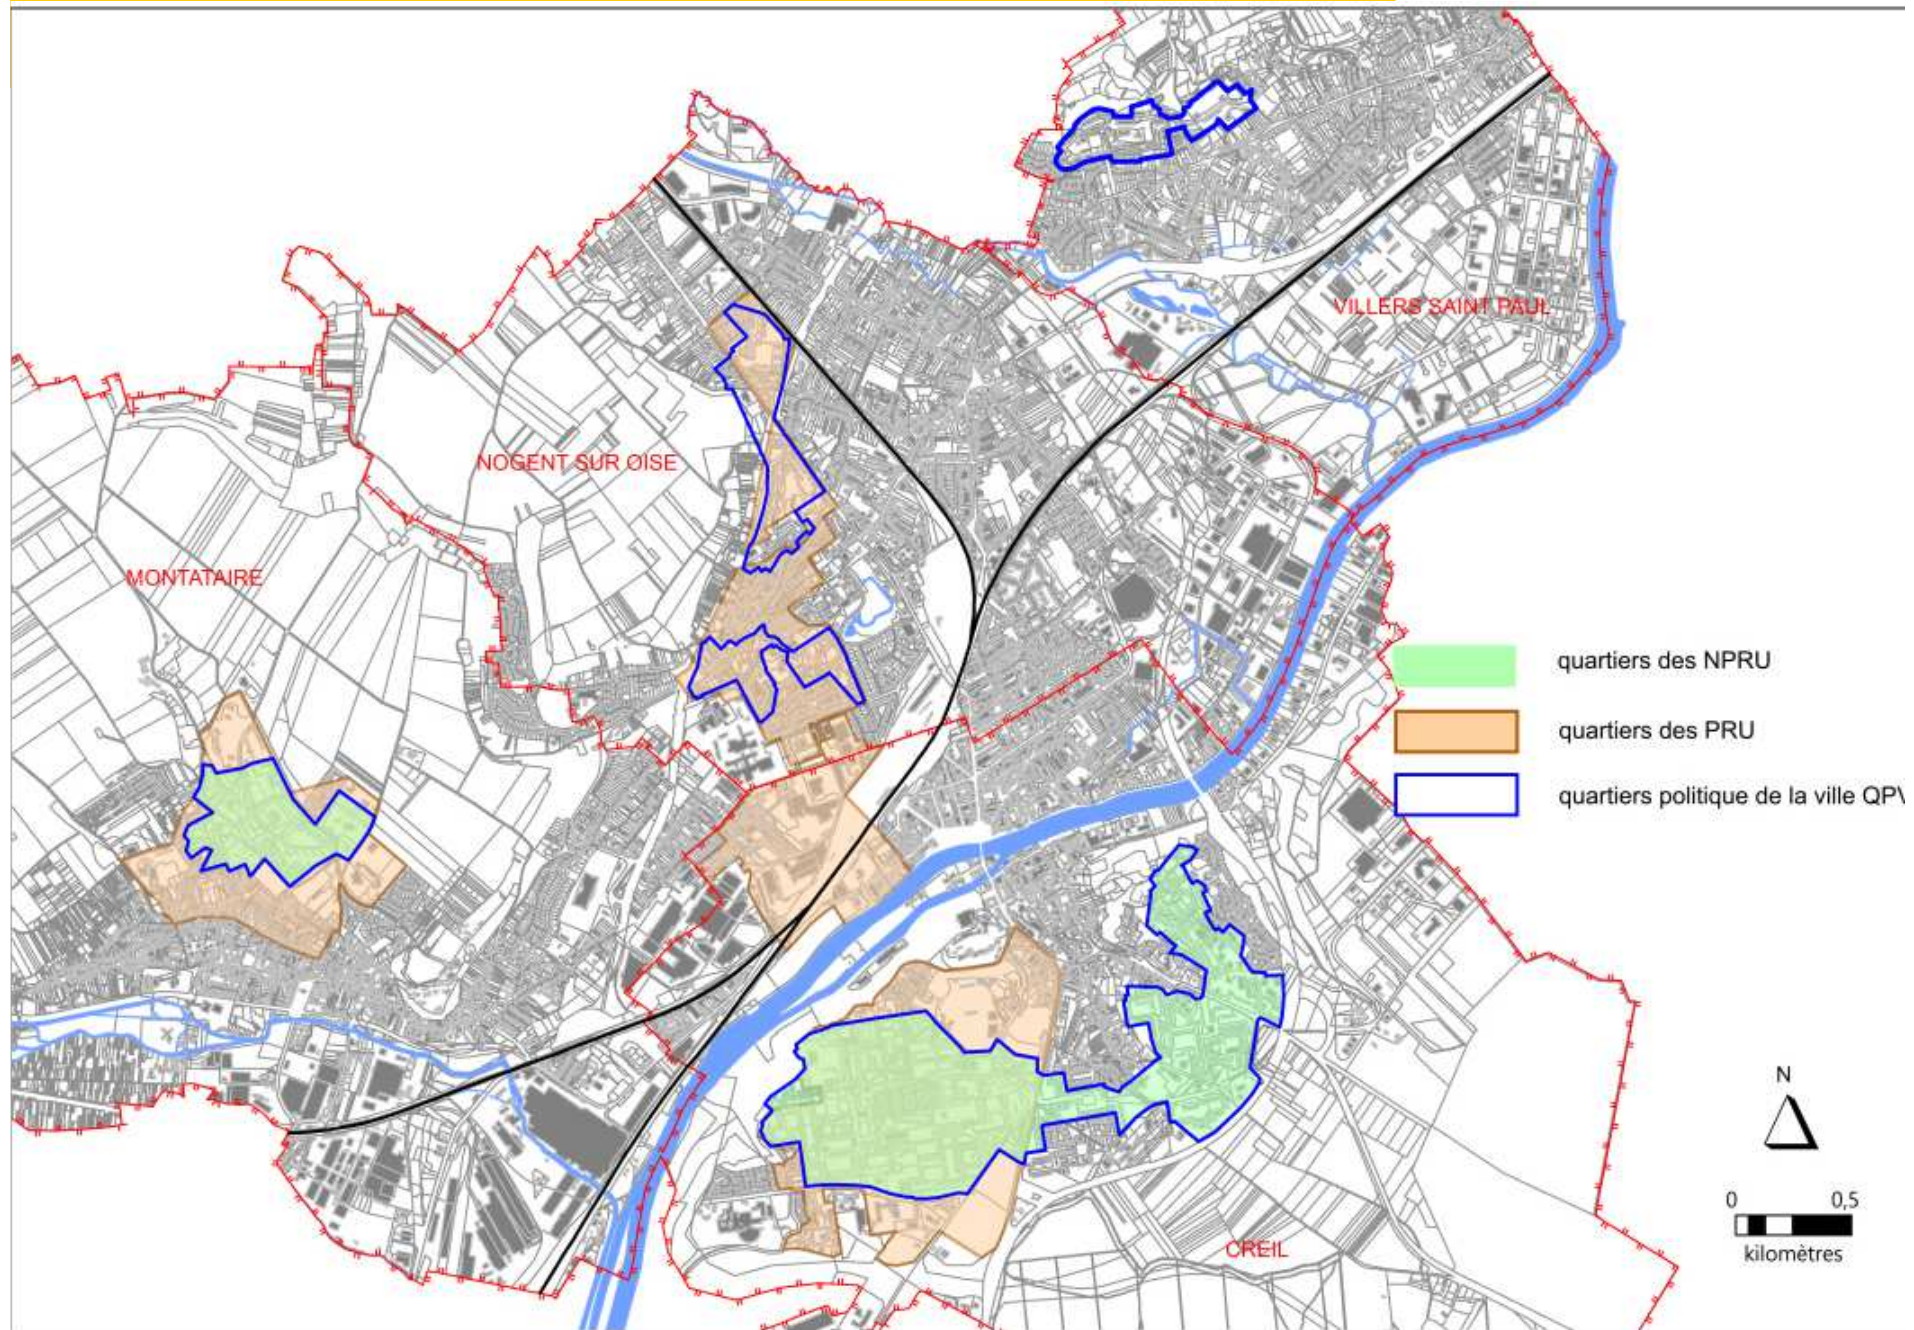 VILLERS SAINT PAUL
NOGENT SUR OISE
MONTATAIRE
quartiers des NPRU
quartiers des PRU
quartiers politique de la ville QPV
N
0 0,5
kilomètres
CREIL